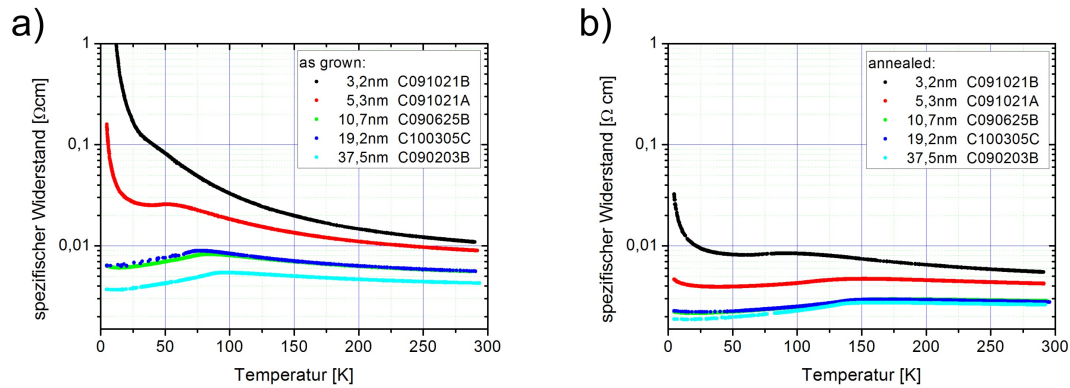 a)
1
0,1
0,01
spezifischer Widerstand [Ωcm]
as grown:
3,2nm C091021B
5,3nm C091021A
10,7nm C090625B
19,2nm C100305C
37,5nm C090203B
0 50 100 150 200 250 300
Temperatur [K]
b)
1
0,1
0,01
spezifischer Widerstand [Ω cm]
annealed:
3,2nm C091021B
5,3nm C091021A
10,7nm C090625B
19,2nm C100305C
37,5nm C090203B
0 50 100 150 200 250 300
Temperatur [K]